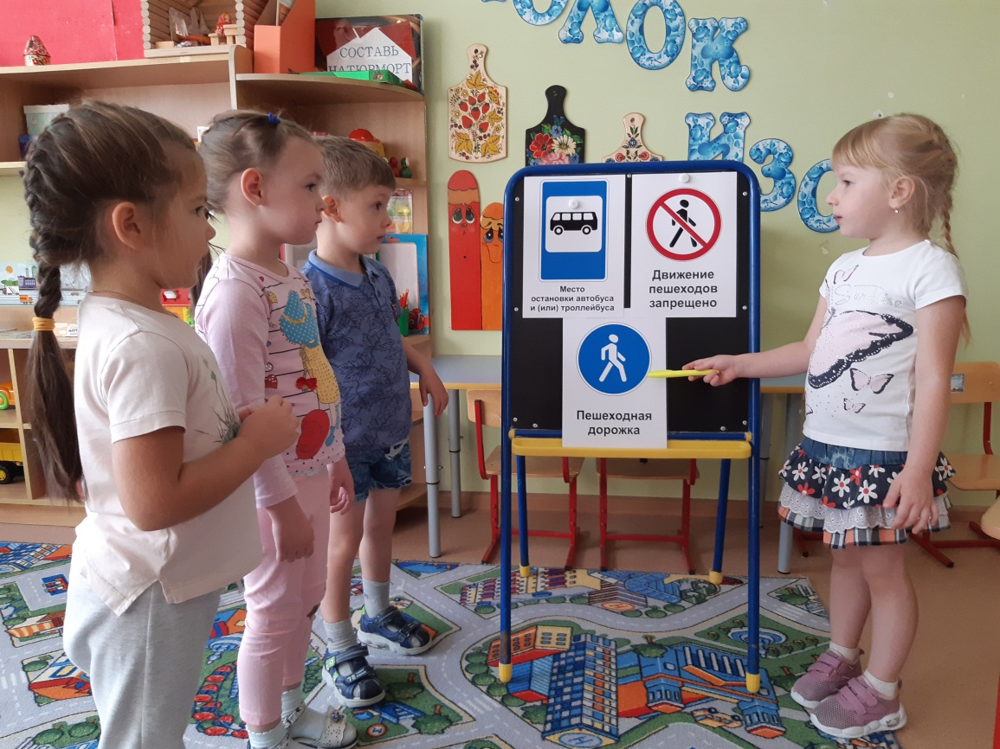 СОСТАВЬ
НАТЮРМОРТ
ОЛОК
ИЗО
Место
остановки автобуса
и (или) троллейбуса
Движение
пешеходов
запрещено
Пешеходная
дорожка